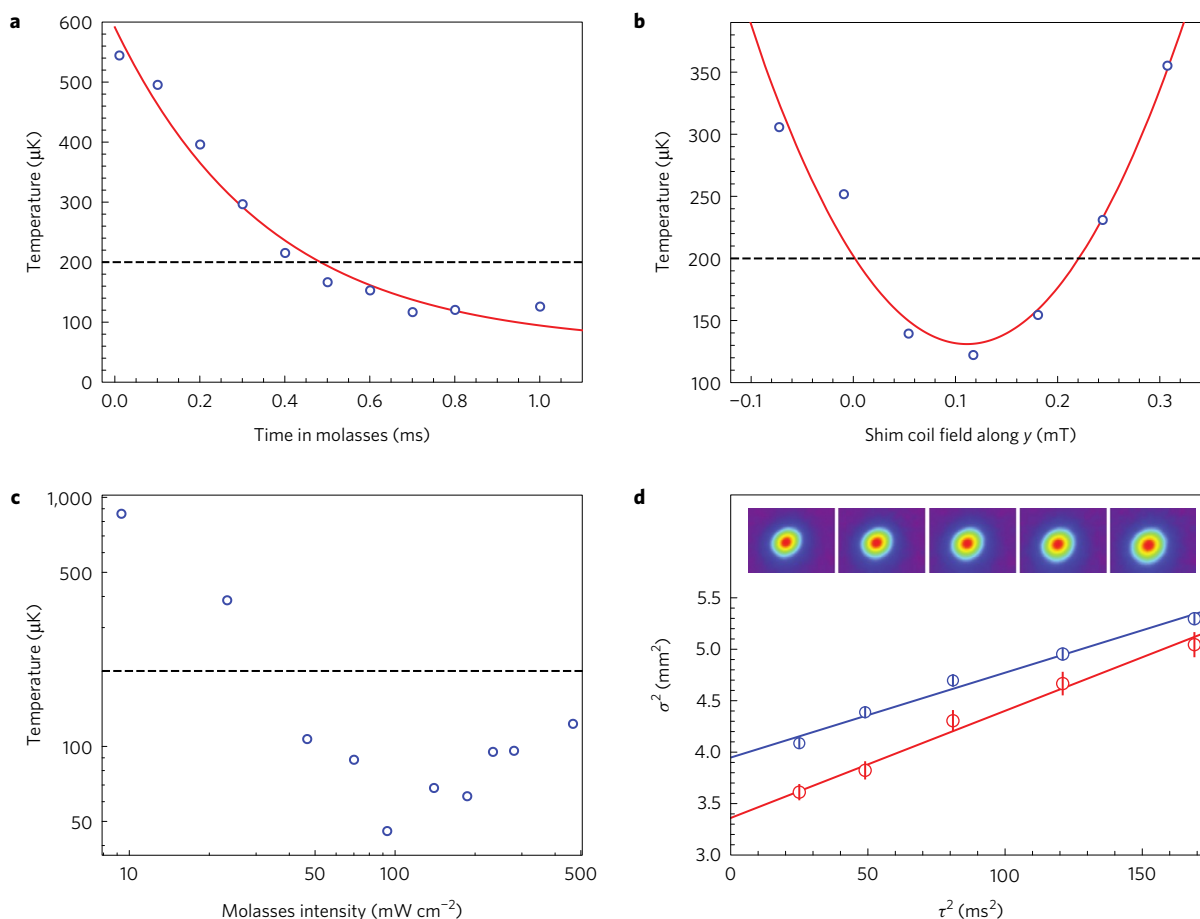 a
600
500
400
300
200
100
0
Temperature (μK)
0.0 0.2 0.4 0.6 0.8 1.0
Time in molasses (ms)
b
350
300
250
200
150
100
Temperature (μK)
−0.1 0.0 0.1 0.2 0.3
Shim coil field along y (mT)
c
1,000
500
100
50
Temperature (μK)
10 50 100 500
Molasses intensity (mW cm−2)
d
5.5
5.0
4.5
4.0
3.5
3.0
σ2 (mm2)
0 50 100 150
τ2 (ms2)